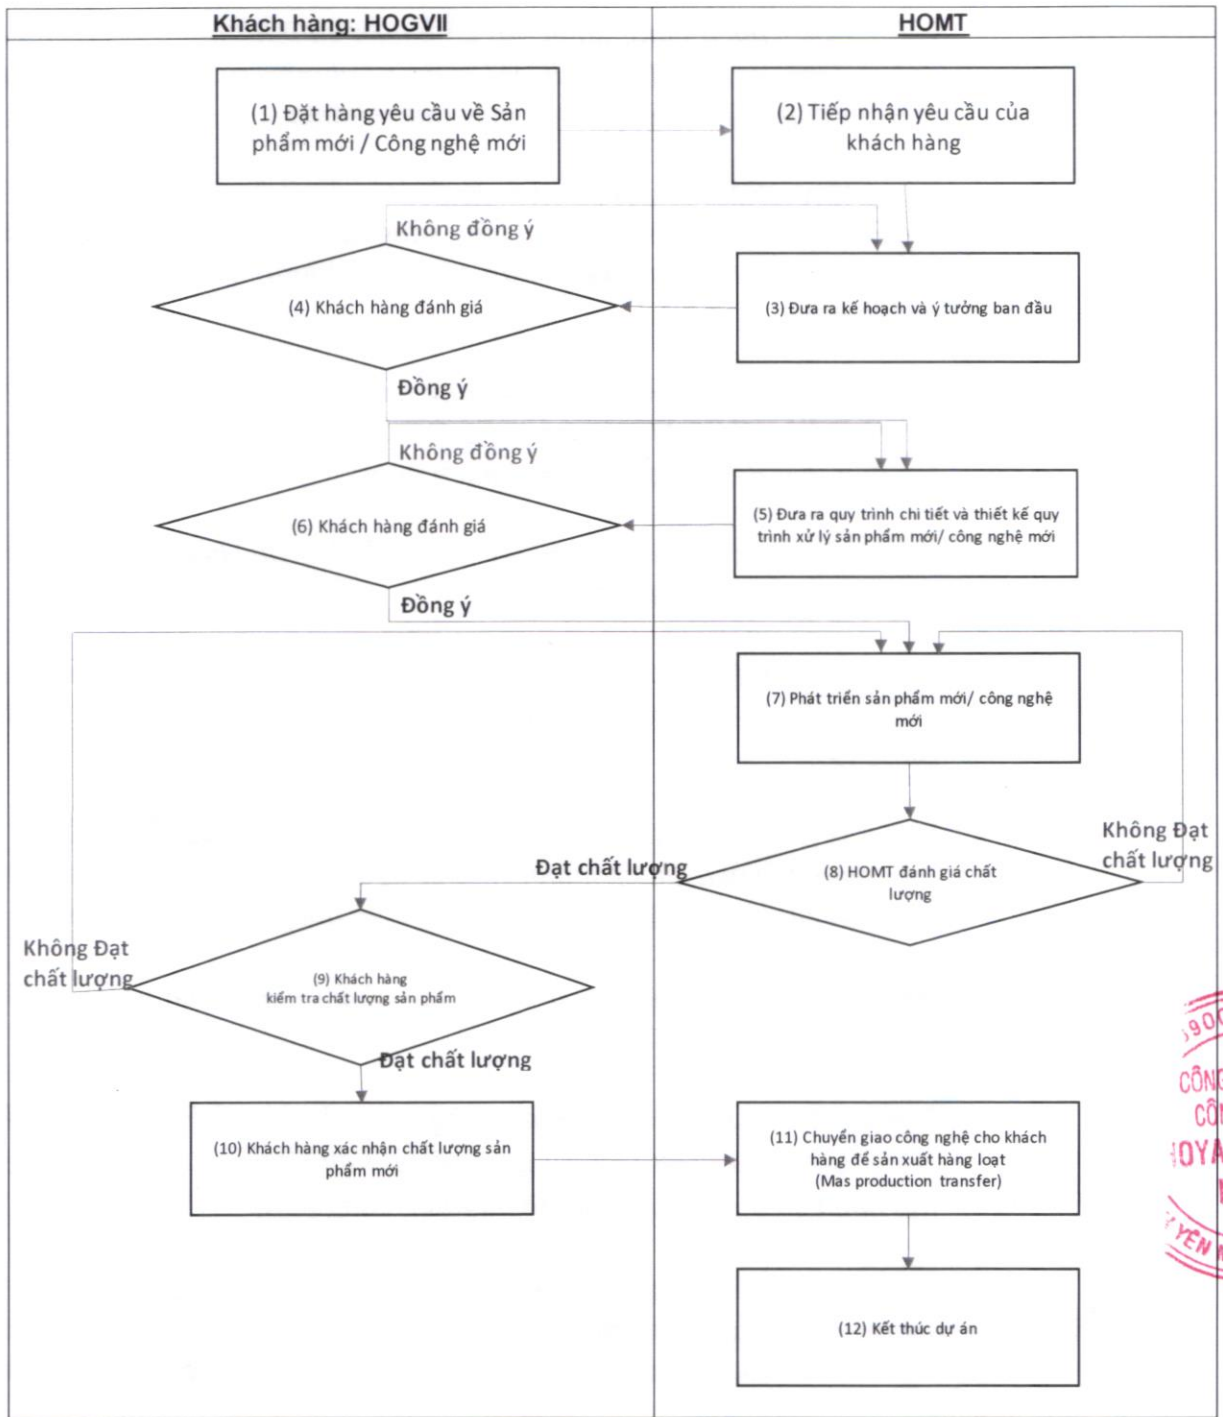 Khách hàng: HOGVII
HOMT
(1) Đặt hàng yêu cầu về Sản
phẩm mới / Công nghệ mới
(2) Tiếp nhận yêu cầu của
khách hàng
Không đồng ý
(4) Khách hàng đánh giá
(3) Đưa ra kế hoạch và ý tưởng ban đầu
Đồng ý
Không đồng ý
(6) Khách hàng đánh giá
(5) Đưa ra quy trình chi tiết và thiết kế quy
trình xử lý sản phẩm mới/ công nghệ mới
Đồng ý
(7) Phát triển sản phẩm mới/ công nghệ
mới
Không Đạt
chất lượng
Đạt chất lượng
(8) HOMT đánh giá chất
lượng
Không Đạt
chất lượng
(9) Khách hàng
kiểm tra chất lượng sản phẩm
Đạt chất lượng
(10) Khách hàng xác nhận chất lượng sản
phẩm mới
(11) Chuyển giao công nghệ cho khách
hàng để sản xuất hàng loạt
(Mas production transfer)
(12) Kết thúc dự án